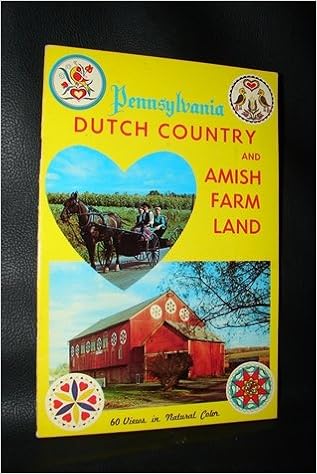 Pennsylvania
DUTCH COUNTRY
AND
AMISH
FARM
LAND
60 Views in Natural Color